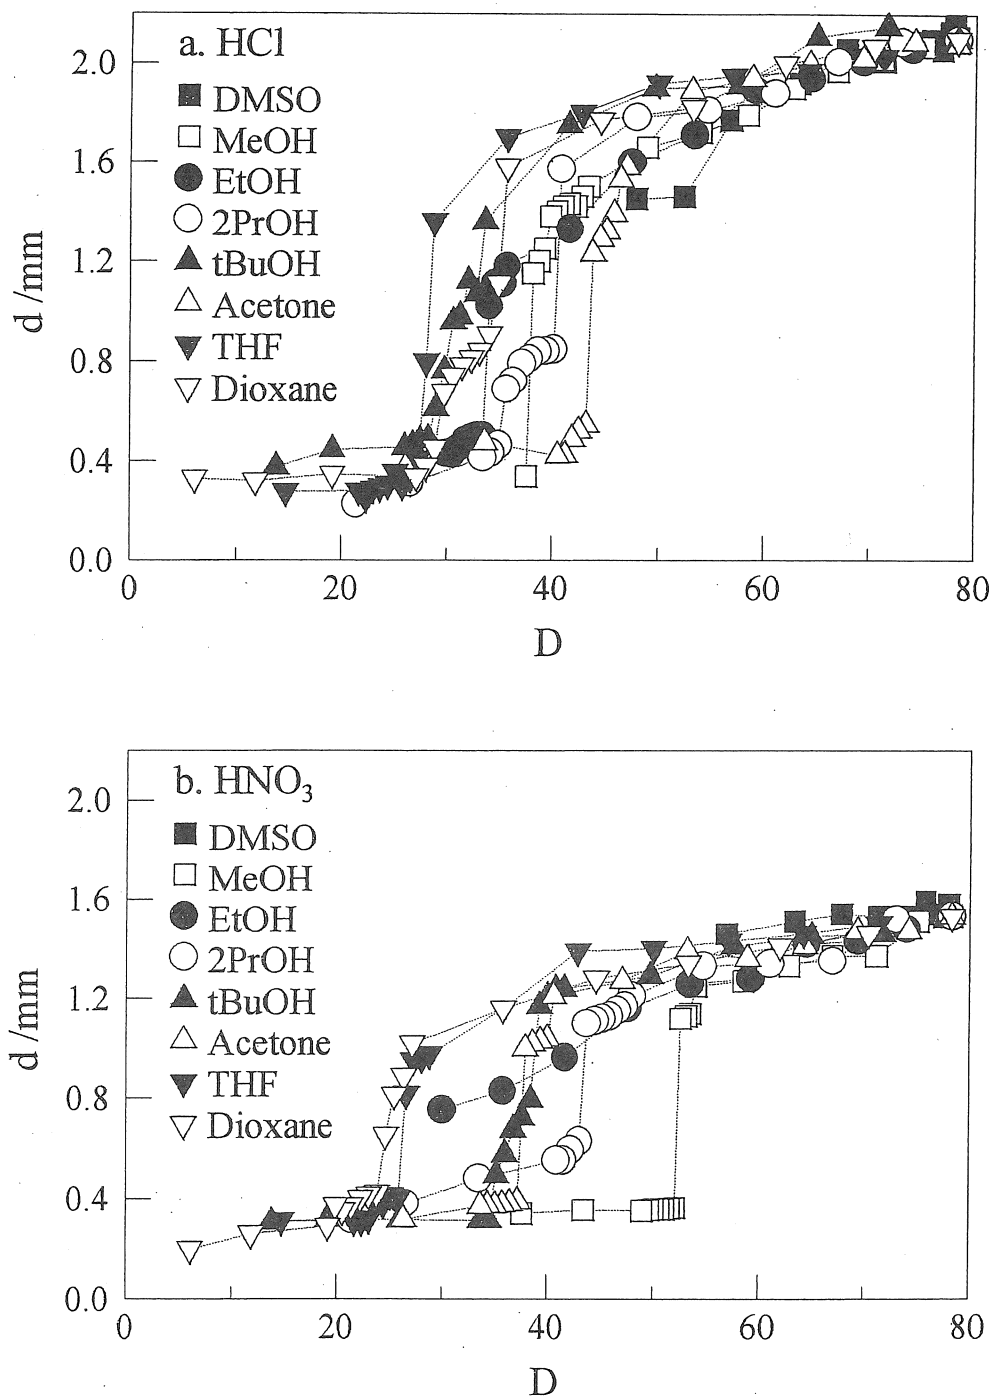 a. HCl
2.0
DMSO
MeOH
1.6
EtOH
2PrOH
1.2
tBuOH
Acetone
d /mm
THF
0.8
Dioxane
0.4
0.0
0 20 40 60 80
D
b. HNO₃
2.0
DMSO
MeOH
1.6
EtOH
2PrOH
1.2
tBuOH
Acetone
d /mm
THF
0.8
Dioxane
0.4
0.0
0 20 40 60 80
D